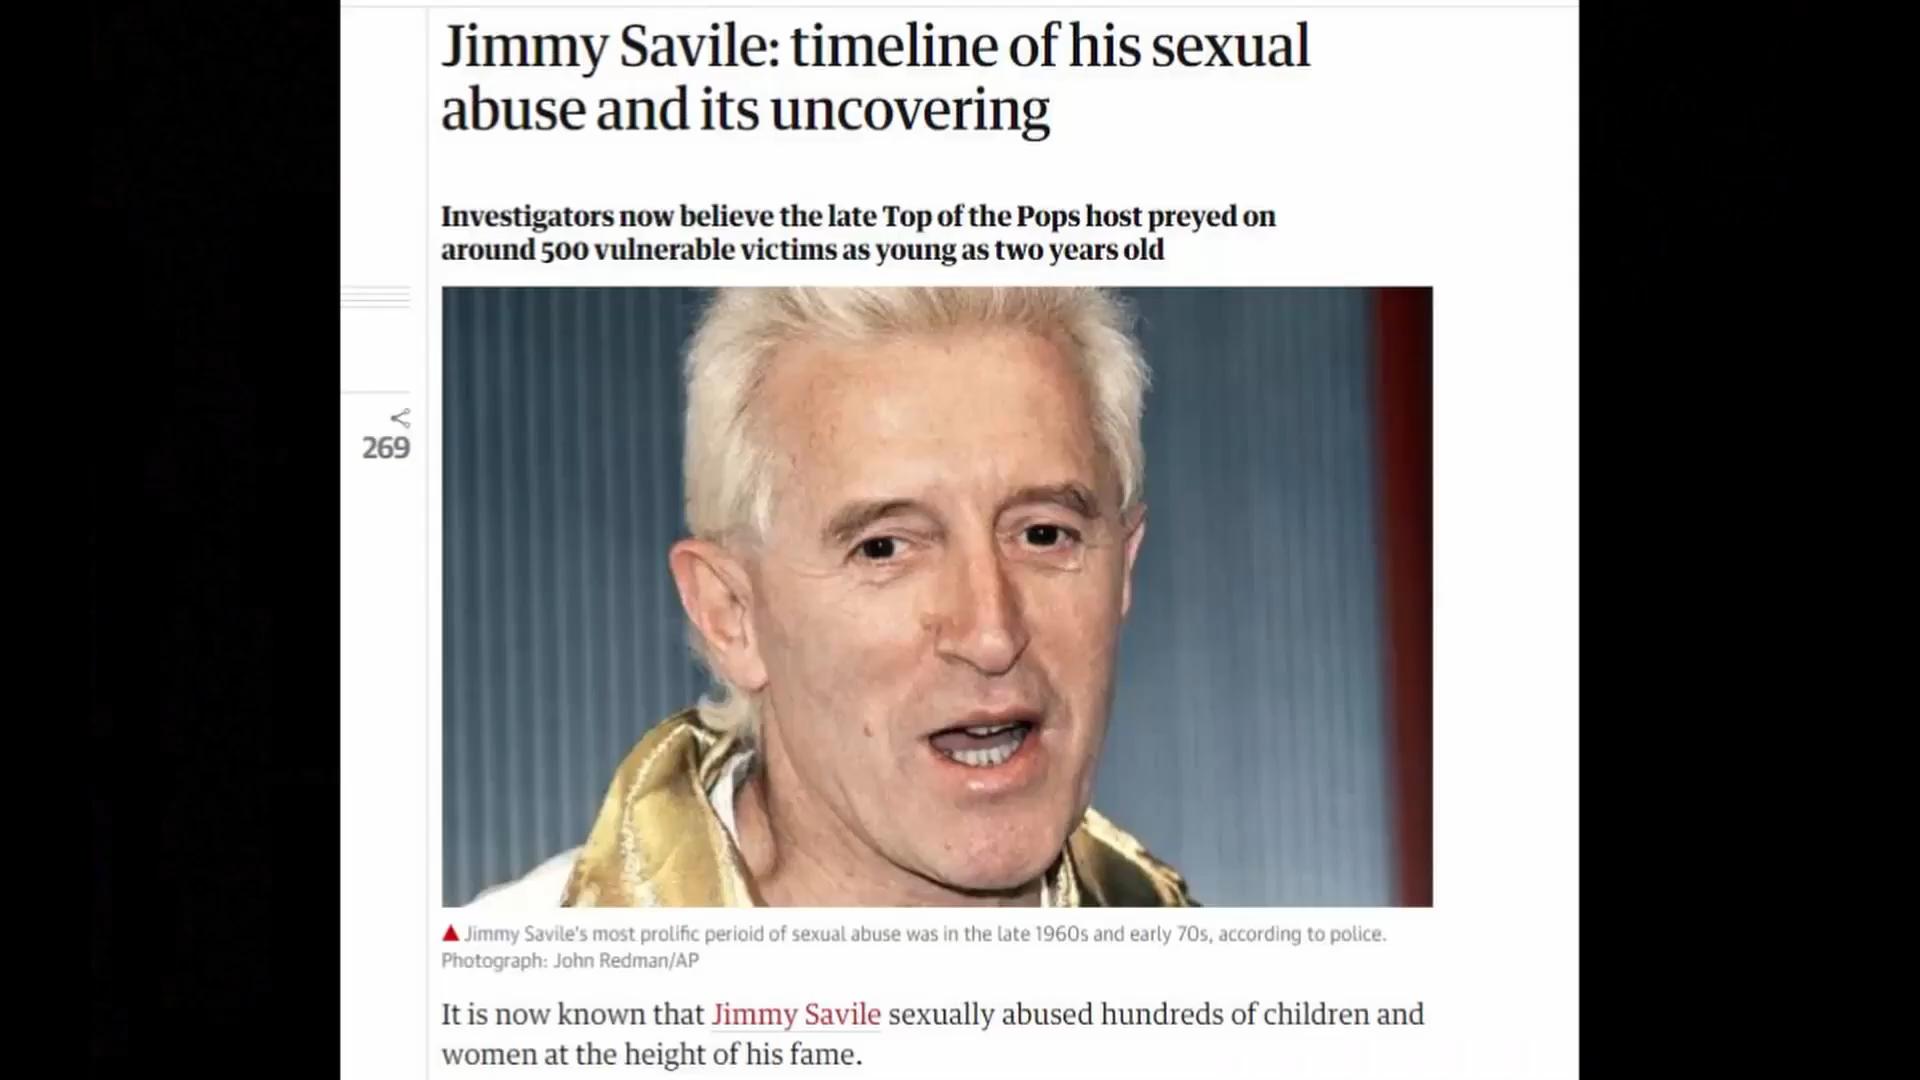 Jimmy Savile: timeline of his sexual
abuse and its uncovering
Investigators now believe the late Top of the Pops host preyed on
around 500 vulnerable victims as young as two years old
269
Jimmy Savile's most prolific perioid of sexual abuse was in the late 1960s and early 70s, according to police.
Photograph: John Redman/AP
It is now known that Jimmy Savile sexually abused hundreds of children and
women at the height of his fame.